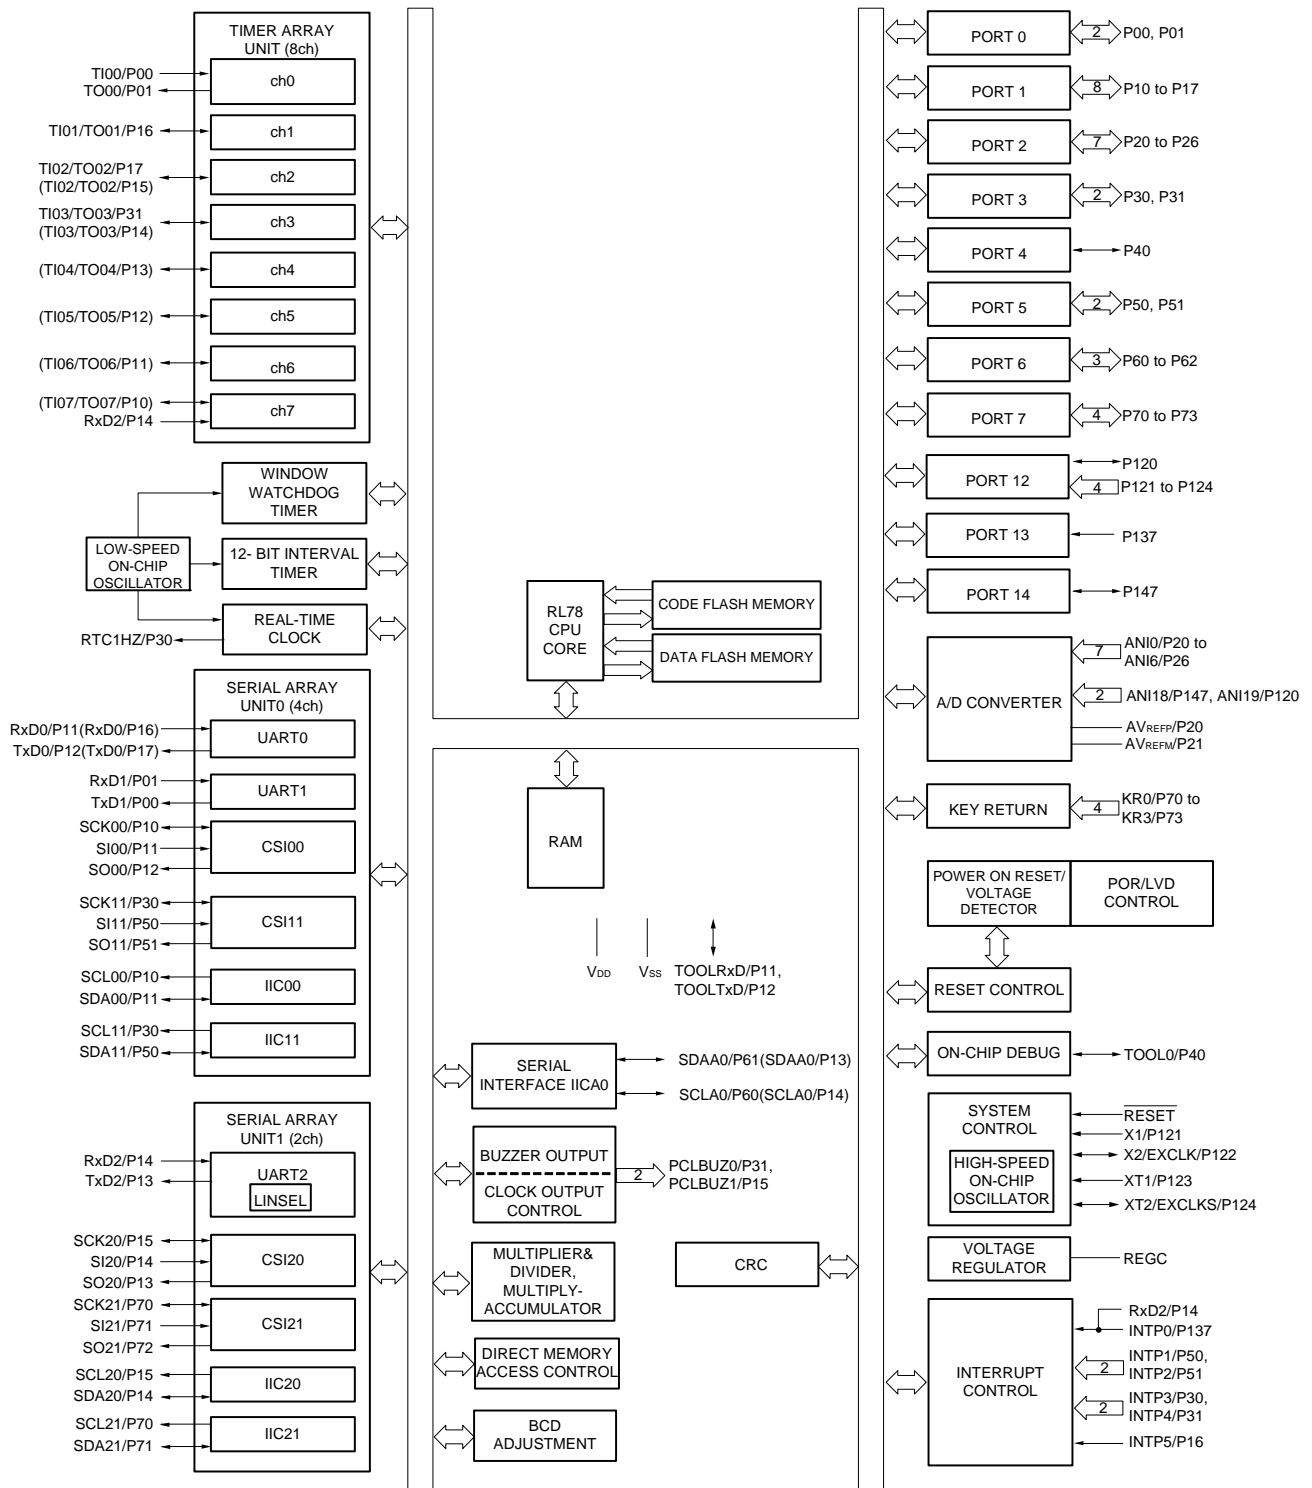 TIMER ARRAY
UNIT (8ch)
TI00/P00
TO00/P01
ch0
TI01/TO01/P16
ch1
TI02/TO02/P17
(TI02/TO02/P15)
ch2
TI03/TO03/P31
(TI03/TO03/P14)
ch3
(TI04/TO04/P13)
ch4
(TI05/TO05/P12)
ch5
(TI06/TO06/P11)
ch6
(TI07/TO07/P10)
RxD2/P14
ch7
WINDOW
WATCHDOG
TIMER
LOW-SPEED
ON-CHIP
OSCILLATOR
12- BIT INTERVAL
TIMER
REAL-TIME
CLOCK
RTC1HZ/P30
SERIAL ARRAY
UNIT0 (4ch)
RxD0/P11(RxD0/P16)
TxD0/P12(TxD0/P17)
UART0
RxD1/P01
TxD1/P00
UART1
SCK00/P10
SI00/P11
SO00/P12
CSI00
SCK11/P30
SI11/P50
SO11/P51
CSI11
SCL00/P10
SDA00/P11
IIC00
SCL11/P30
SDA11/P50
IIC11
SERIAL ARRAY
UNIT1 (2ch)
RxD2/P14
TxD2/P13
UART2
LINSEL
SCK20/P15
SI20/P14
SO20/P13
CSI20
SCK21/P70
SI21/P71
SO21/P72
CSI21
SCL20/P15
SDA20/P14
IIC20
SCL21/P70
SDA21/P71
IIC21
RL78
CPU
CORE
CODE FLASH MEMORY
DATA FLASH MEMORY
RAM
VDD
VSS
TOOLRxD/P11,
TOOLTxD/P12
SERIAL
INTERFACE IICA0
SDAA0/P61(SDAA0/P13)
SCLA0/P60(SCLA0/P14)
BUZZER OUTPUT
CLOCK OUTPUT
CONTROL
2
PCLBUZ0/P31,
PCLBUZ1/P15
MULTIPLIER&
DIVIDER,
MULTIPLY-
ACCUMULATOR
CRC
DIRECT MEMORY
ACCESS CONTROL
BCD
ADJUSTMENT
PORT 0
2
P00, P01
PORT 1
8
P10 to P17
PORT 2
7
P20 to P26
PORT 3
2
P30, P31
PORT 4
P40
PORT 5
2
P50, P51
PORT 6
3
P60 to P62
PORT 7
4
P70 to P73
PORT 12
P120
4
P121 to P124
PORT 13
P137
PORT 14
P147
A/D CONVERTER
7
ANI0/P20 to
ANI6/P26
2
ANI18/P147, ANI19/P120
AVREFP/P20
AVREFM/P21
KEY RETURN
4
KR0/P70 to
KR3/P73
POWER ON RESET/
VOLTAGE
DETECTOR
POR/LVD
CONTROL
RESET CONTROL
ON-CHIP DEBUG
TOOL0/P40
SYSTEM
CONTROL
HIGH-SPEED
ON-CHIP
OSCILLATOR
RESET
X1/P121
X2/EXCLK/P122
XT1/P123
XT2/EXCLKS/P124
VOLTAGE
REGULATOR
REGC
INTERRUPT
CONTROL
RxD2/P14
INTP0/P137
2
INTP1/P50,
INTP2/P51
2
INTP3/P30,
INTP4/P31
INTP5/P16